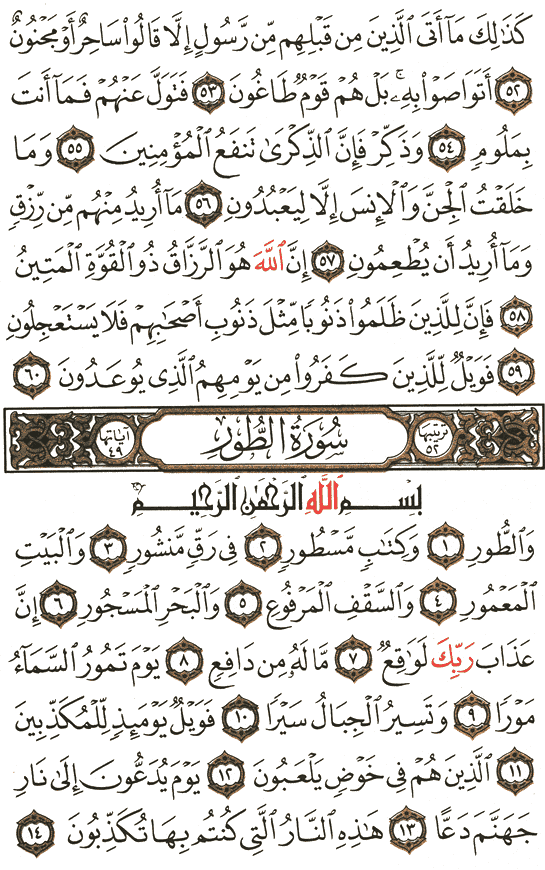 كَذَٰلِكَ مَآ أَتَى ٱلَّذِينَ مِن قَبْلِهِم مِّن رَّسُولٍ إِلَّا قَالُوا۟ سَاحِرٌ أَوْ مَجْنُونٌ
٥٢ أَتَوَاصَوْا۟ بِهِۦ ۚ بَلْ هُمْ قَوْمٌ طَاغُونَ ٥٣ فَتَوَلَّ عَنْهُمْ فَمَآ أَنتَ
بِمَلُومٍ ٥٤ وَذَكِّرْ فَإِنَّ ٱلذِّكْرَىٰ تَنفَعُ ٱلْمُؤْمِنِينَ ٥٥ وَمَا
خَلَقْتُ ٱلْجِنَّ وَٱلْإِنسَ إِلَّا لِيَعْبُدُونِ ٥٦ مَآ أُرِيدُ مِنْهُم مِّن رِّزْقٍ
وَمَآ أُرِيدُ أَن يُطْعِمُونِ ٥٧ إِنَّ ٱللَّهَ هُوَ ٱلرَّزَّاقُ ذُو ٱلْقُوَّةِ ٱلْمَتِينُ
٥٨ فَإِنَّ لِلَّذِينَ ظَلَمُوا۟ ذَنُوبًا مِّثْلَ ذَنُوبِ أَصْحَٰبِهِمْ فَلَا يَسْتَعْجِلُونِ
٥٩ فَوَيْلٌ لِّلَّذِينَ كَفَرُوا۟ مِن يَوْمِهِمُ ٱلَّذِى يُوعَدُونَ ٦٠
ترتيبها ٥٢ سُورَةُ الطُّورِ آياتها ٤٩
بِسْمِ ٱللَّهِ ٱلرَّحْمَٰنِ ٱلرَّحِيمِ
وَٱلطُّورِ ١ وَكِتَٰبٍ مَّسْطُورٍ ٢ فِى رَقٍّ مَّنشُورٍ ٣ وَٱلْبَيْتِ
ٱلْمَعْمُورِ ٤ وَٱلسَّقْفِ ٱلْمَرْفُوعِ ٥ وَٱلْبَحْرِ ٱلْمَسْجُورِ ٦ إِنَّ
عَذَابَ رَبِّكَ لَوَٰقِعٌ ٧ مَّا لَهُۥ مِن دَافِعٍ ٨ يَوْمَ تَمُورُ ٱلسَّمَآءُ
مَوْرًا ٩ وَتَسِيرُ ٱلْجِبَالُ سَيْرًا ١٠ فَوَيْلٌ يَوْمَئِذٍ لِّلْمُكَذِّبِينَ
١١ ٱلَّذِينَ هُمْ فِى خَوْضٍ يَلْعَبُونَ ١٢ يَوْمَ يُدَعُّونَ إِلَىٰ نَارِ
جَهَنَّمَ دَعًّا ١٣ هَٰذِهِ ٱلنَّارُ ٱلَّتِى كُنتُم بِهَا تُكَذِّبُونَ ١٤